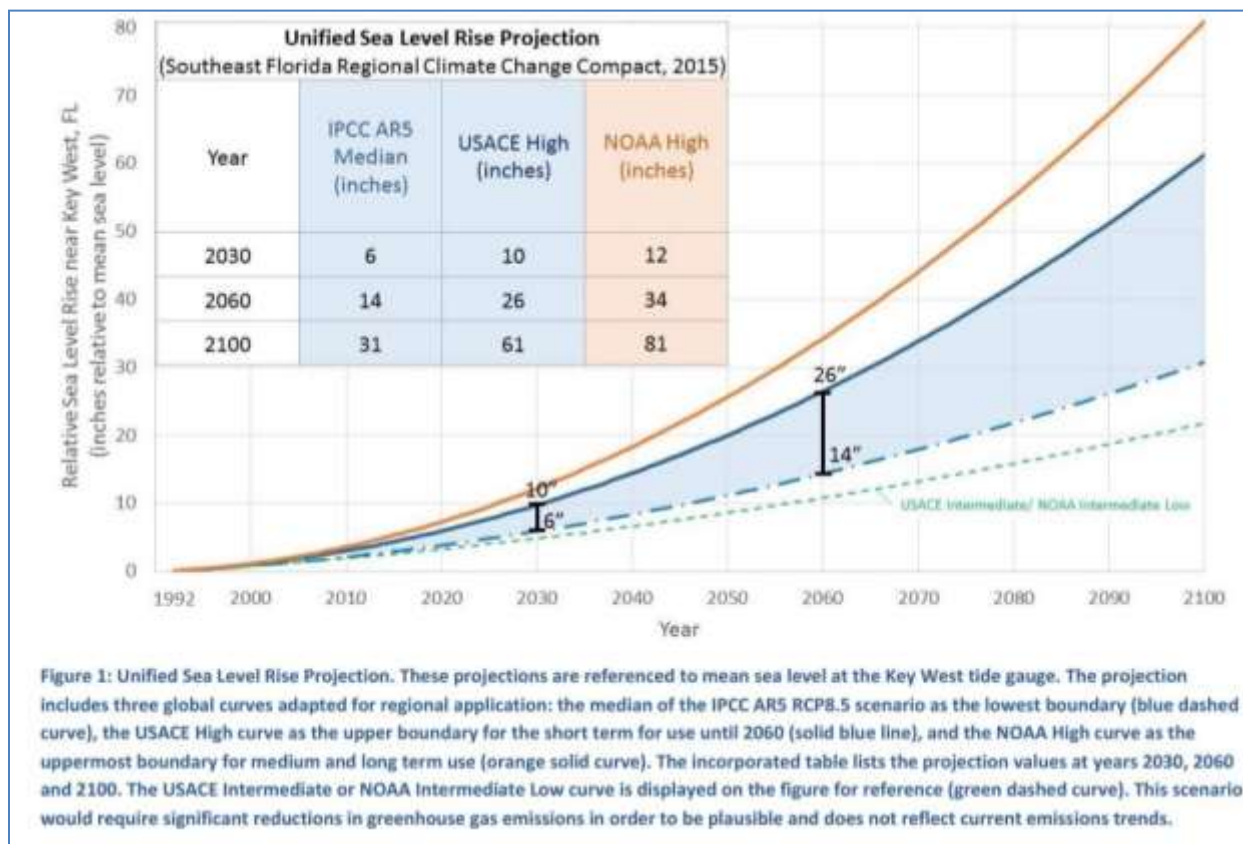 Unified Sea Level Rise Projection
(Southeast Florida Regional Climate Change Compact, 2015)
Year
IPCC AR5
Median
(inches)
USACE High
(inches)
NOAA High
(inches)
2030 6 10 12
2060 14 26 34
2100 31 61 81
Relative Sea Level Rise near Key West, FL
(inches relative to mean sea level)
80
70
60
50
40
30
20
10
0
10"
6"
26"
14"
USACE Intermediate/ NOAA Intermediate Low
1992 2000 2010 2020 2030 2040 2050 2060 2070 2080 2090 2100
Year
Figure 1: Unified Sea Level Rise Projection. These projections are referenced to mean sea level at the Key West tide gauge. The projection
includes three global curves adapted for regional application: the median of the IPCC AR5 RCP8.5 scenario as the lowest boundary (blue dashed
curve), the USACE High curve as the upper boundary for the short term for use until 2060 (solid blue line), and the NOAA High curve as the
uppermost boundary for medium and long term use (orange solid curve). The incorporated table lists the projection values at years 2030, 2060
and 2100. The USACE Intermediate or NOAA Intermediate Low curve is displayed on the figure for reference (green dashed curve). This scenario
would require significant reductions in greenhouse gas emissions in order to be plausible and does not reflect current emissions trends.